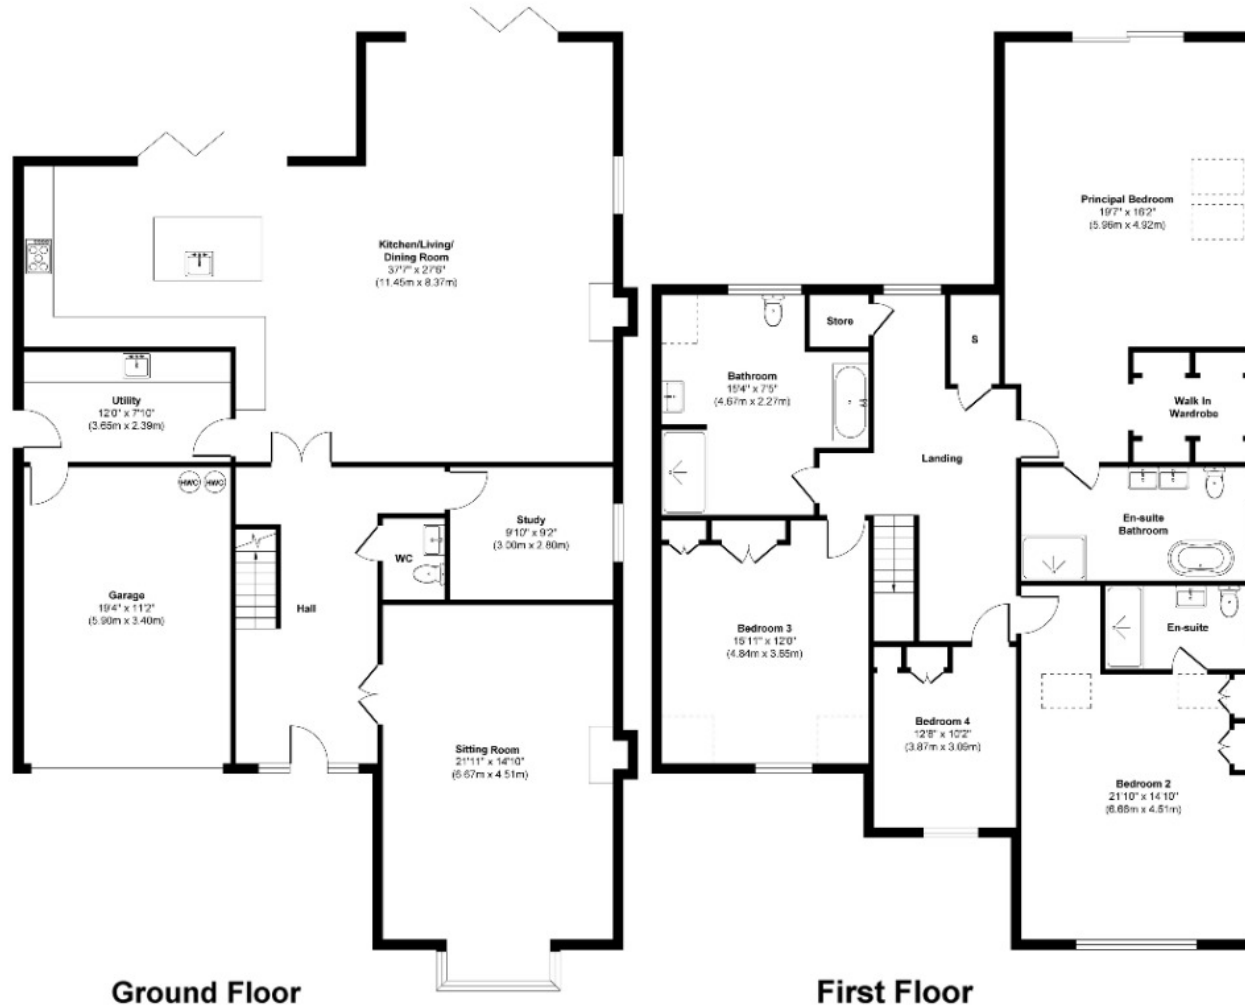 Kitchen/Living/
Dining Room
37'7" x 27'6"
(11.45m x 8.37m)
Utility
12'0" x 7'10"
(3.65m x 2.39m)
HWC
HWC
Study
9'10" x 9'2"
(3.00m x 2.80m)
WC
Garage
19'4" x 11'2"
(5.90m x 3.40m)
Hall
Sitting Room
21'11" x 14'10"
(6.67m x 4.51m)
Ground Floor
Principal Bedroom
19'7" x 16'2"
(5.96m x 4.92m)
Store
S
Bathroom
15'4" x 7'5"
(4.67m x 2.27m)
Walk In
Wardrobe
Landing
En-suite
Bathroom
En-suite
Bedroom 3
15'11" x 12'0"
(4.84m x 3.65m)
Bedroom 4
12'8" x 10'2"
(3.87m x 3.09m)
Bedroom 2
21'10" x 14'10"
(6.66m x 4.51m)
First Floor